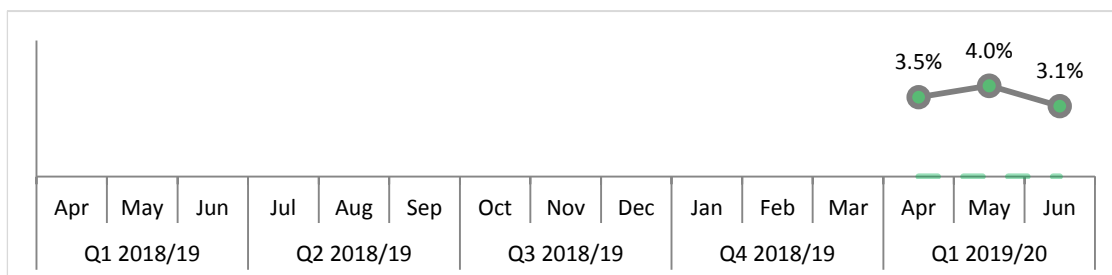 3.5% 4.0% 3.1%
Apr May Jun Jul Aug Sep Oct Nov Dec Jan Feb Mar Apr May Jun
Q1 2018/19 Q2 2018/19 Q3 2018/19 Q4 2018/19 Q1 2019/20